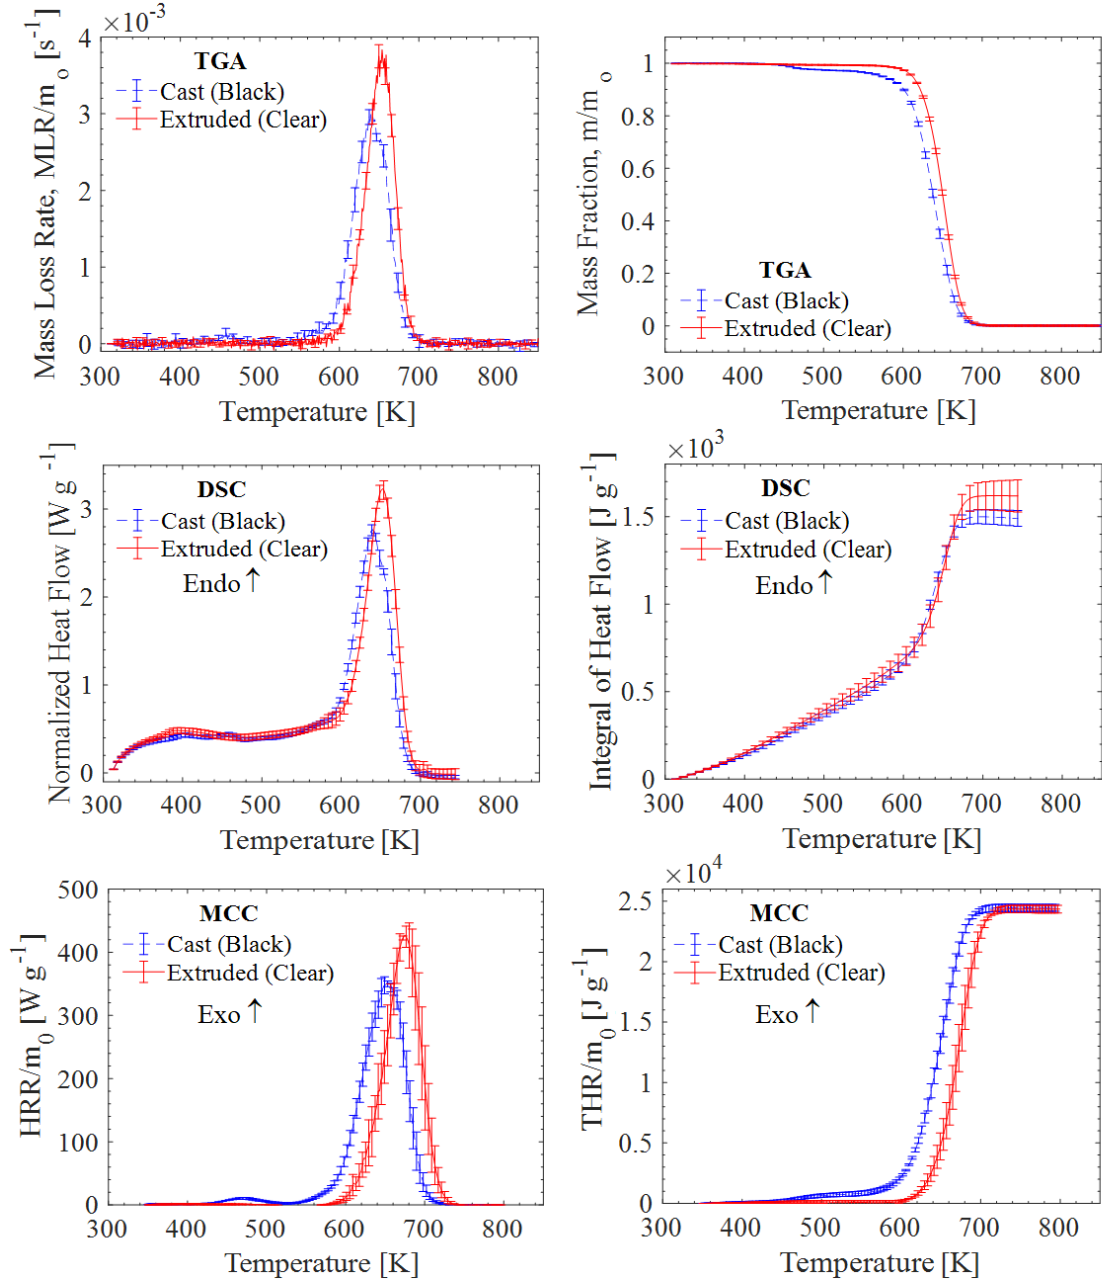 ×10⁻³
Mass Loss Rate, MLR/mₒ [s⁻¹]
4
3
2
1
0
TGA
Cast (Black)
Extruded (Clear)
300 400 500 600 700 800
Temperature [K]
Mass Fraction, m/mₒ
1
0.8
0.6
0.4
0.2
0
TGA
Cast (Black)
Extruded (Clear)
300 400 500 600 700 800
Temperature [K]
Normalized Heat Flow [W g⁻¹]
3
2
1
0
DSC
Cast (Black)
Extruded (Clear)
Endo ↑
300 400 500 600 700 800
Temperature [K]
×10³
Integral of Heat Flow [J g⁻¹]
1.5
1
0.5
0
DSC
Cast (Black)
Extruded (Clear)
Endo ↑
300 400 500 600 700 800
Temperature [K]
HRR/m₀ [W g⁻¹]
500
400
300
200
100
0
MCC
Cast (Black)
Extruded (Clear)
Exo ↑
300 400 500 600 700 800
Temperature [K]
×10⁴
THR/m₀ [J g⁻¹]
2.5
2
1.5
1
0.5
0
MCC
Cast (Black)
Extruded (Clear)
Exo ↑
300 400 500 600 700 800
Temperature [K]